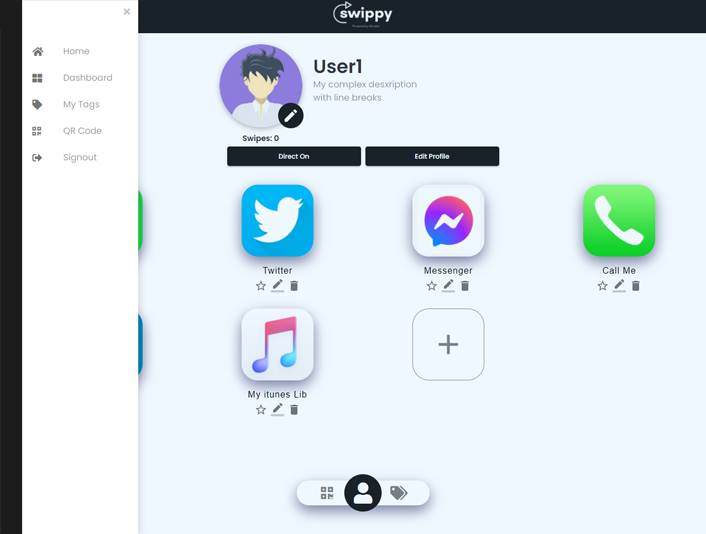 swippy
Home
Dashboard
My Tags
QR Code
Signout
User1
My complex desxription
with line breaks
Swipes: 0
Direct On
Edit Profile
Twitter
Messenger
Call Me
My itunes Lib